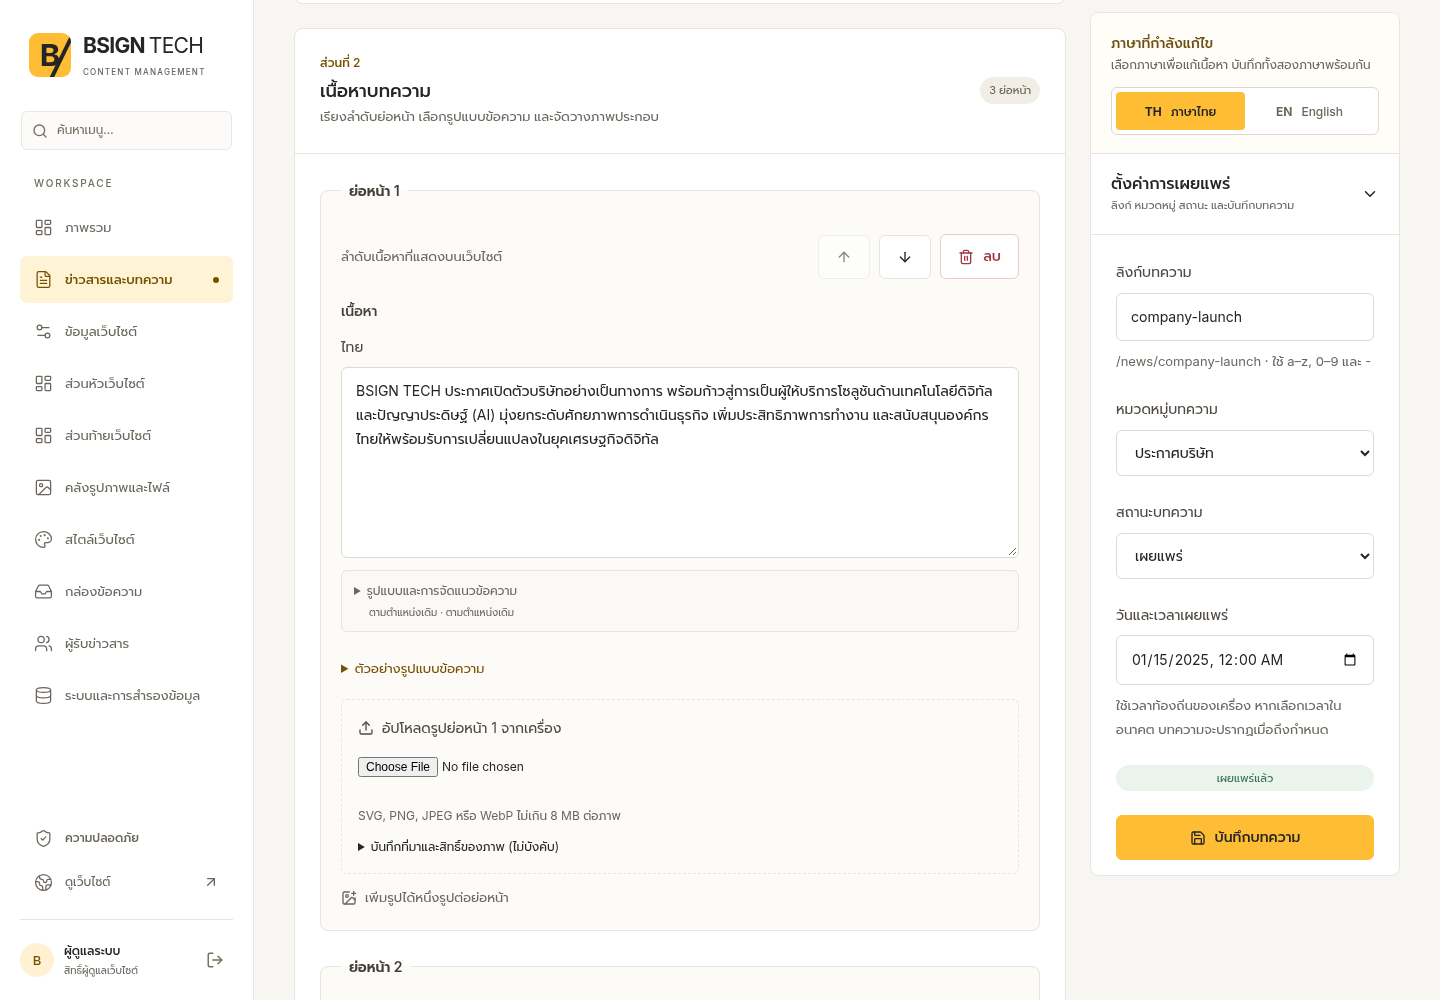 BSIGN TECH
CONTENT MANAGEMENT
ค้นหาเมนู...
WORKSPACE
ภาพรวม
ข่าวสารและบทความ
ข้อมูลเว็บไซต์
ส่วนหัวเว็บไซต์
ส่วนท้ายเว็บไซต์
คลังรูปภาพและไฟล์
สไตล์เว็บไซต์
กล่องข้อความ
ผู้รับข่าวสาร
ระบบและการสำรองข้อมูล
ความปลอดภัย
ดูเว็บไซต์
B
ผู้ดูแลระบบ
สิทธิ์ผู้ดูแลเว็บไซต์
ส่วนที่ 2
เนื้อหาบทความ
เรียงลำดับย่อหน้า เลือกรูปแบบข้อความ และจัดวางภาพประกอบ
3 ย่อหน้า
ย่อหน้า 1
ลำดับเนื้อหาที่แสดงบนเว็บไซต์
ลบ
เนื้อหา
ไทย
BSIGN TECH ประกาศเปิดตัวบริษัทอย่างเป็นทางการ พร้อมก้าวสู่การเป็นผู้ให้บริการโซลูชันด้านเทคโนโลยีดิจิทัล
และปัญญาประดิษฐ์ (AI) มุ่งยกระดับศักยภาพการดำเนินธุรกิจ เพิ่มประสิทธิภาพการทำงาน และสนับสนุนองค์กร
ไทยให้พร้อมรับการเปลี่ยนแปลงในยุคเศรษฐกิจดิจิทัล
รูปแบบและการจัดแนวข้อความ
ตามตำแหน่งเดิม · ตามตำแหน่งเดิม
ตัวอย่างรูปแบบข้อความ
อัปโหลดรูปย่อหน้า 1 จากเครื่อง
Choose File No file chosen
SVG, PNG, JPEG หรือ WebP ไม่เกิน 8 MB ต่อภาพ
บันทึกที่มาและสิทธิ์ของภาพ (ไม่บังคับ)
เพิ่มรูปได้หนึ่งรูปต่อย่อหน้า
ย่อหน้า 2
ภาษาที่กำลังแก้ไข
เลือกภาษาเพื่อแก้เนื้อหา บันทึกทั้งสองภาษาพร้อมกัน
TH ภาษาไทย
EN English
ตั้งค่าการเผยแพร่
ลิงก์ หมวดหมู่ สถานะ และบันทึกบทความ
ลิงก์บทความ
company-launch
/news/company-launch · ใช้ a–z, 0–9 และ -
หมวดหมู่บทความ
ประกาศบริษัท
สถานะบทความ
เผยแพร่
วันและเวลาเผยแพร่
01/15/2025, 12:00 AM
ใช้เวลาท้องถิ่นของเครื่อง หากเลือกเวลาใน
อนาคต บทความจะปรากฏเมื่อถึงกำหนด
เผยแพร่แล้ว
บันทึกบทความ